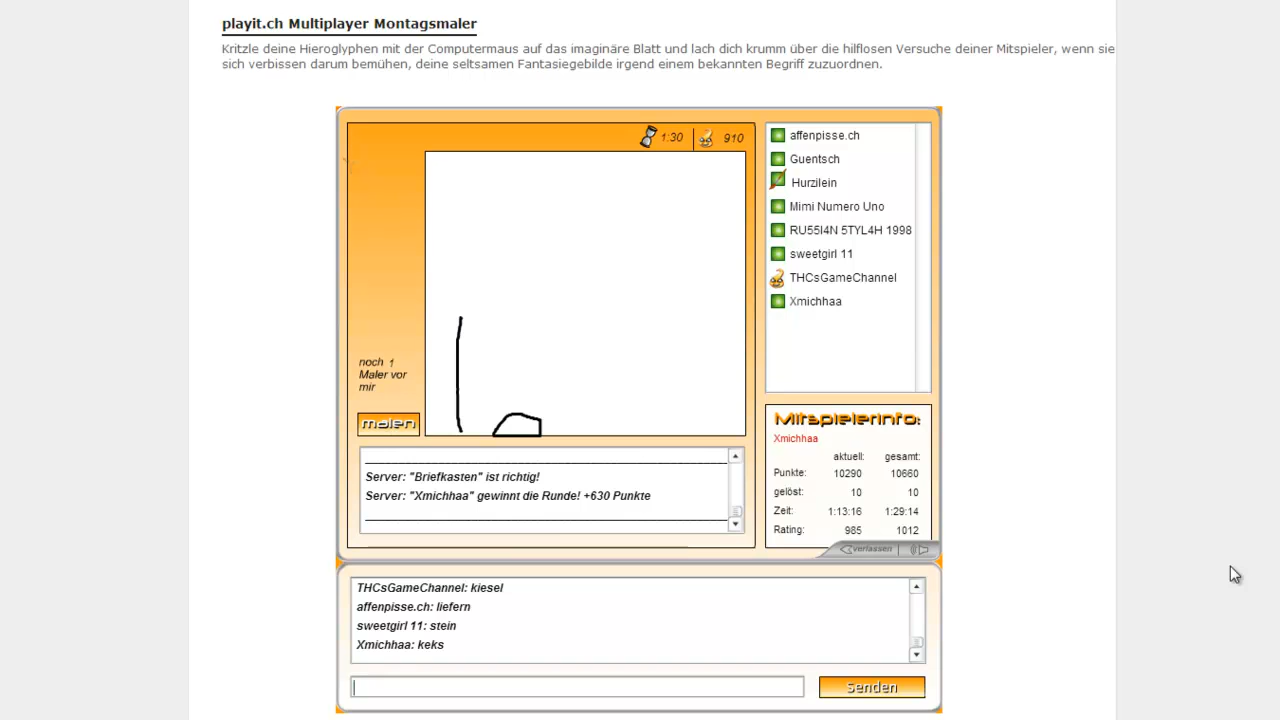 playit.ch Multiplayer Montagsmaler
Kritzle deine Hieroglyphen mit der Computermaus auf das imaginäre Blatt und lach dich krumm über die hilflosen Versuche deiner Mitspieler, wenn sie
sich verbissen darum bemühen, deine seltsamen Fantasiegebilde irgend einem bekannten Begriff zuzuordnen.
1:30
910
noch 1
Maler vor
mir
malen
Server: "Briefkasten" ist richtig!
Server: "Xmichhaa" gewinnt die Runde! +630 Punkte
affenpisse.ch
Guentsch
Hurzilein
Mimi Numero Uno
RU55I4N 5TYL4H 1998
sweetgirl 11
THCsGameChannel
Xmichhaa
Mitspielerinfo:
Xmichhaa
aktuell: gesamt:
Punkte: 10290 10660
gelöst: 10 10
Zeit: 1:13:16 1:29:14
Rating: 985 1012
verlassen
THCsGameChannel: kiesel
affenpisse.ch: liefern
sweetgirl 11: stein
Xmichhaa: keks
Senden